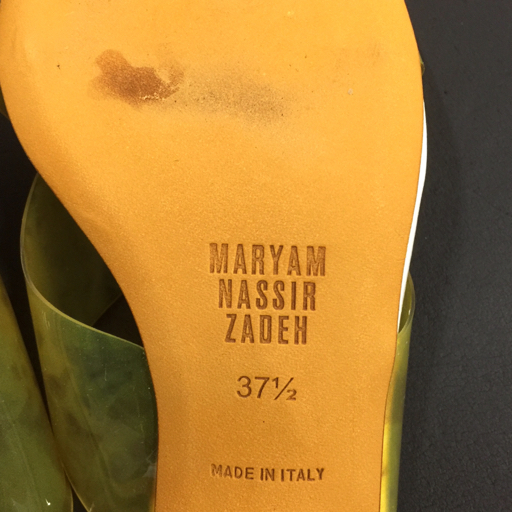 MARYAM
NASSIR
ZADEH
37½
MADE IN ITALY